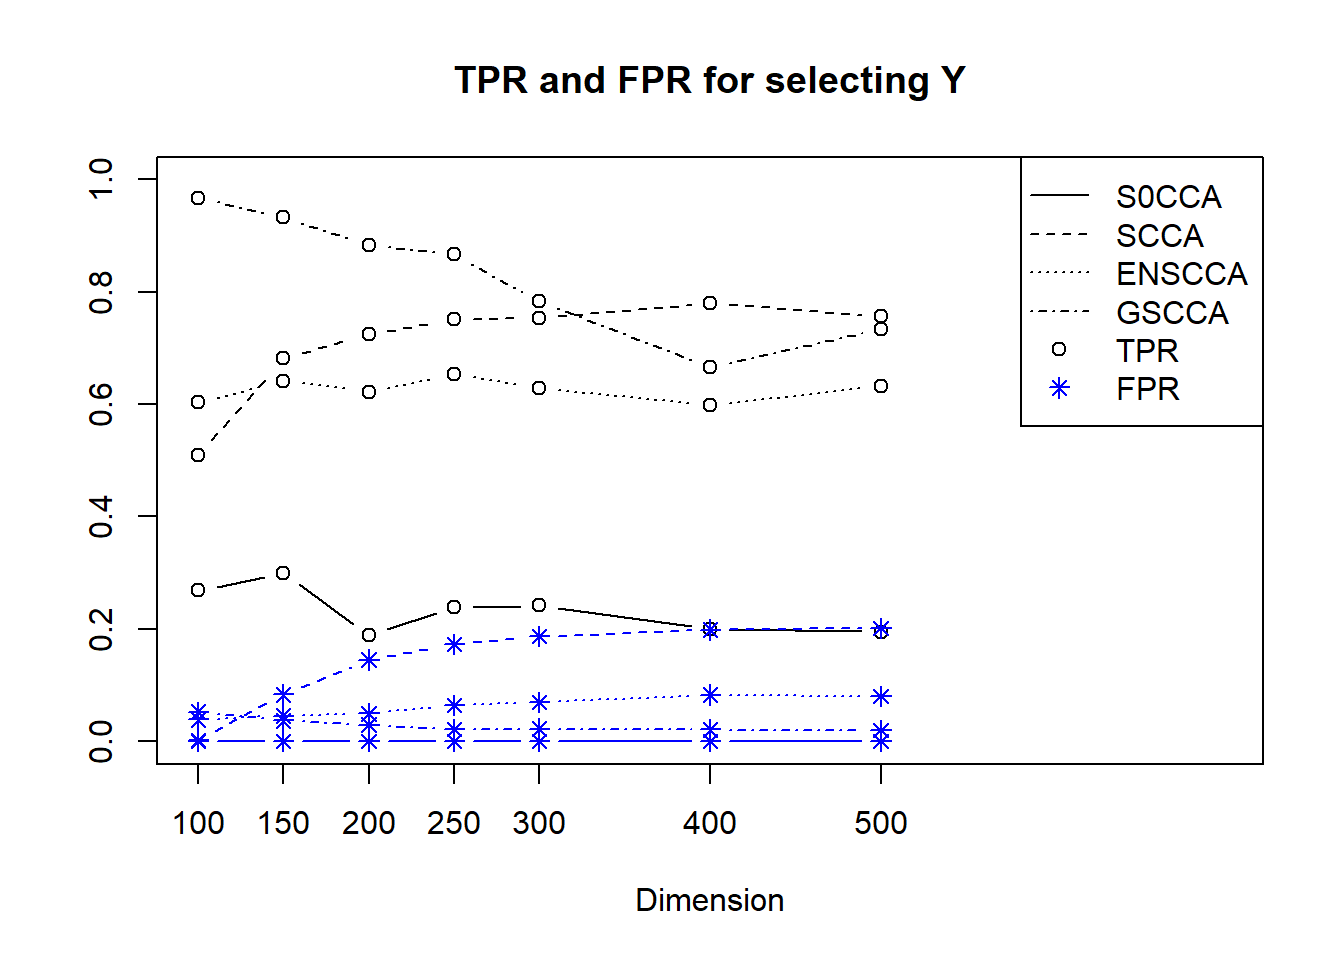 TPR and FPR for selecting Y
1.0
0.8
0.6
0.4
0.2
0.0
S0CCA
SCCA
ENSCCA
GSCCA
TPR
FPR
100 150 200 250 300 400 500
Dimension